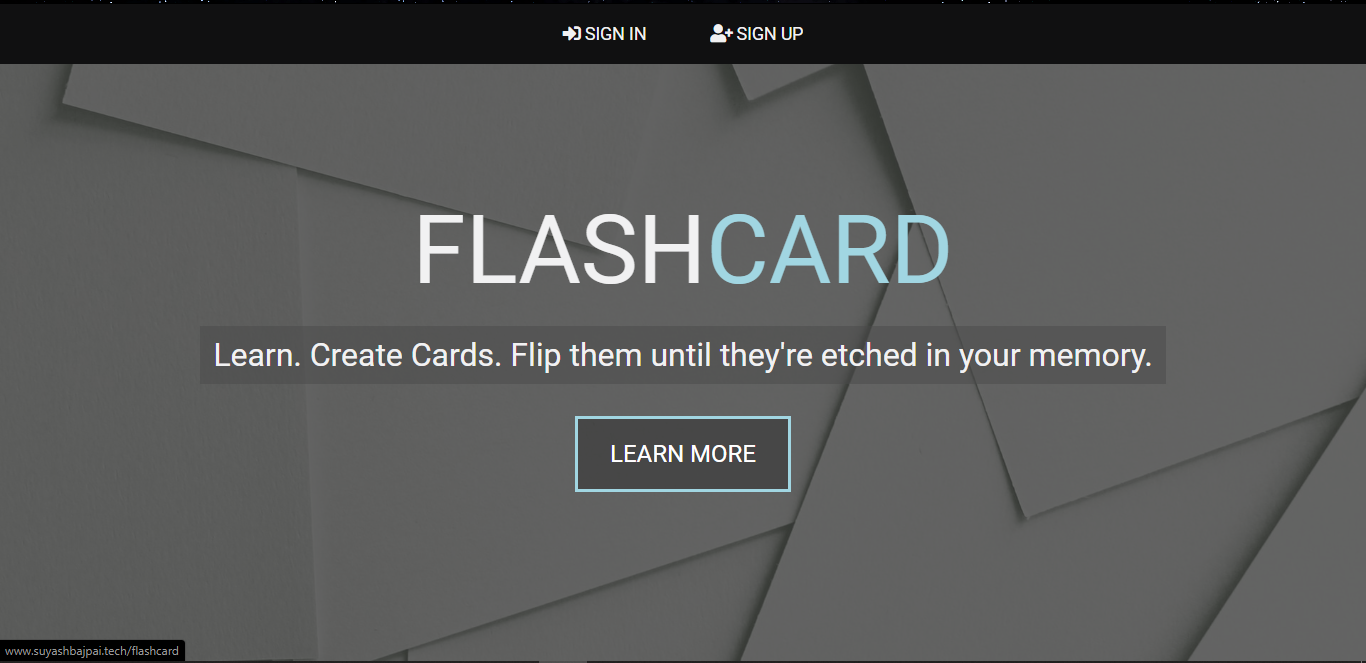 SIGN IN SIGN UP
FLASHCARD
Learn. Create Cards. Flip them until they're etched in your memory.
LEARN MORE
www.suyashbajpai.tech/flashcard